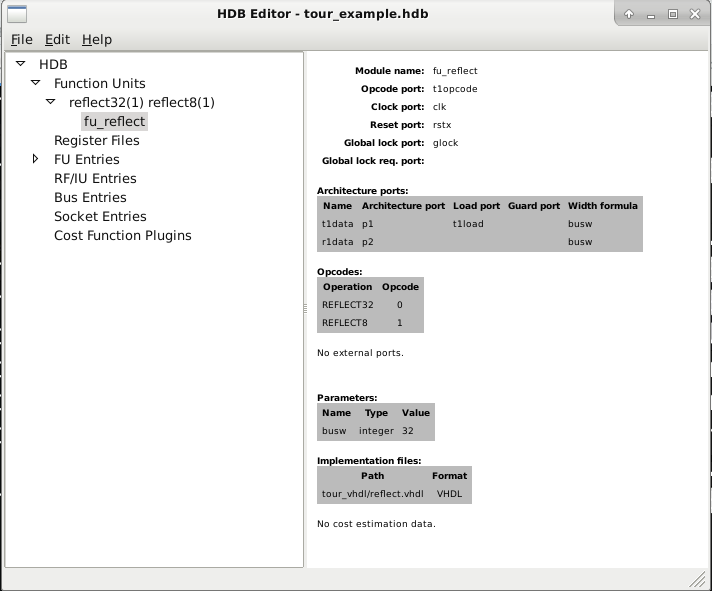 HDB Editor - tour_example.hdb
File Edit Help
HDB
Function Units
reflect32(1) reflect8(1)
fu_reflect
Register Files
FU Entries
RF/IU Entries
Bus Entries
Socket Entries
Cost Function Plugins
Module name: fu_reflect
Opcode port: t1opcode
Clock port: clk
Reset port: rstx
Global lock port: glock
Global lock req. port:
Architecture ports:
Name Architecture port Load port Guard port Width formula
t1data p1 t1load busw
r1data p2 busw
Opcodes:
Operation Opcode
REFLECT32 0
REFLECT8 1
No external ports.
Parameters:
Name Type Value
busw integer 32
Implementation files:
Path Format
tour_vhdl/reflect.vhdl VHDL
No cost estimation data.